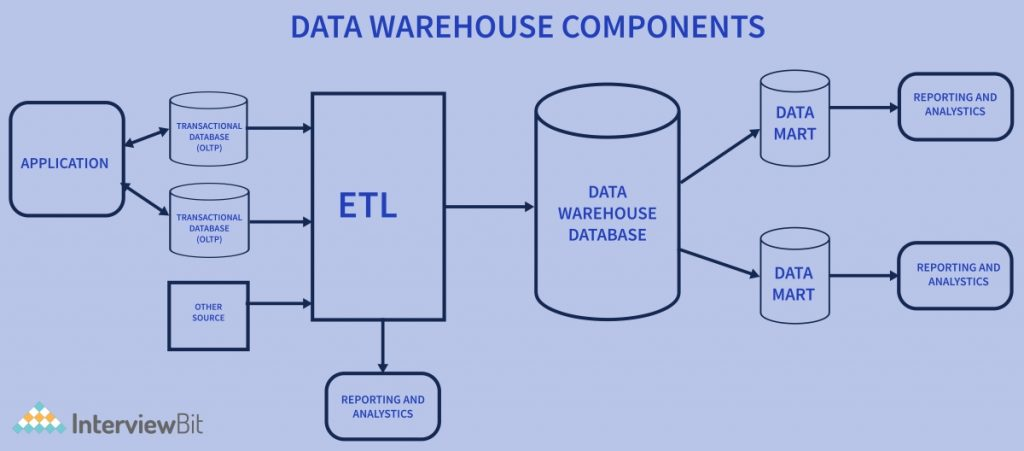 DATA WAREHOUSE COMPONENTS
APPLICATION
TRANSACTIONAL
DATABASE
(OLTP)
TRANSACTIONAL
DATABASE
(OLTP)
OTHER
SOURCE
ETL
REPORTING AND
ANALYSTICS
DATA
WAREHOUSE
DATABASE
DATA
MART
REPORTING AND
ANALYSTICS
DATA
MART
REPORTING AND
ANALYSTICS
InterviewBit